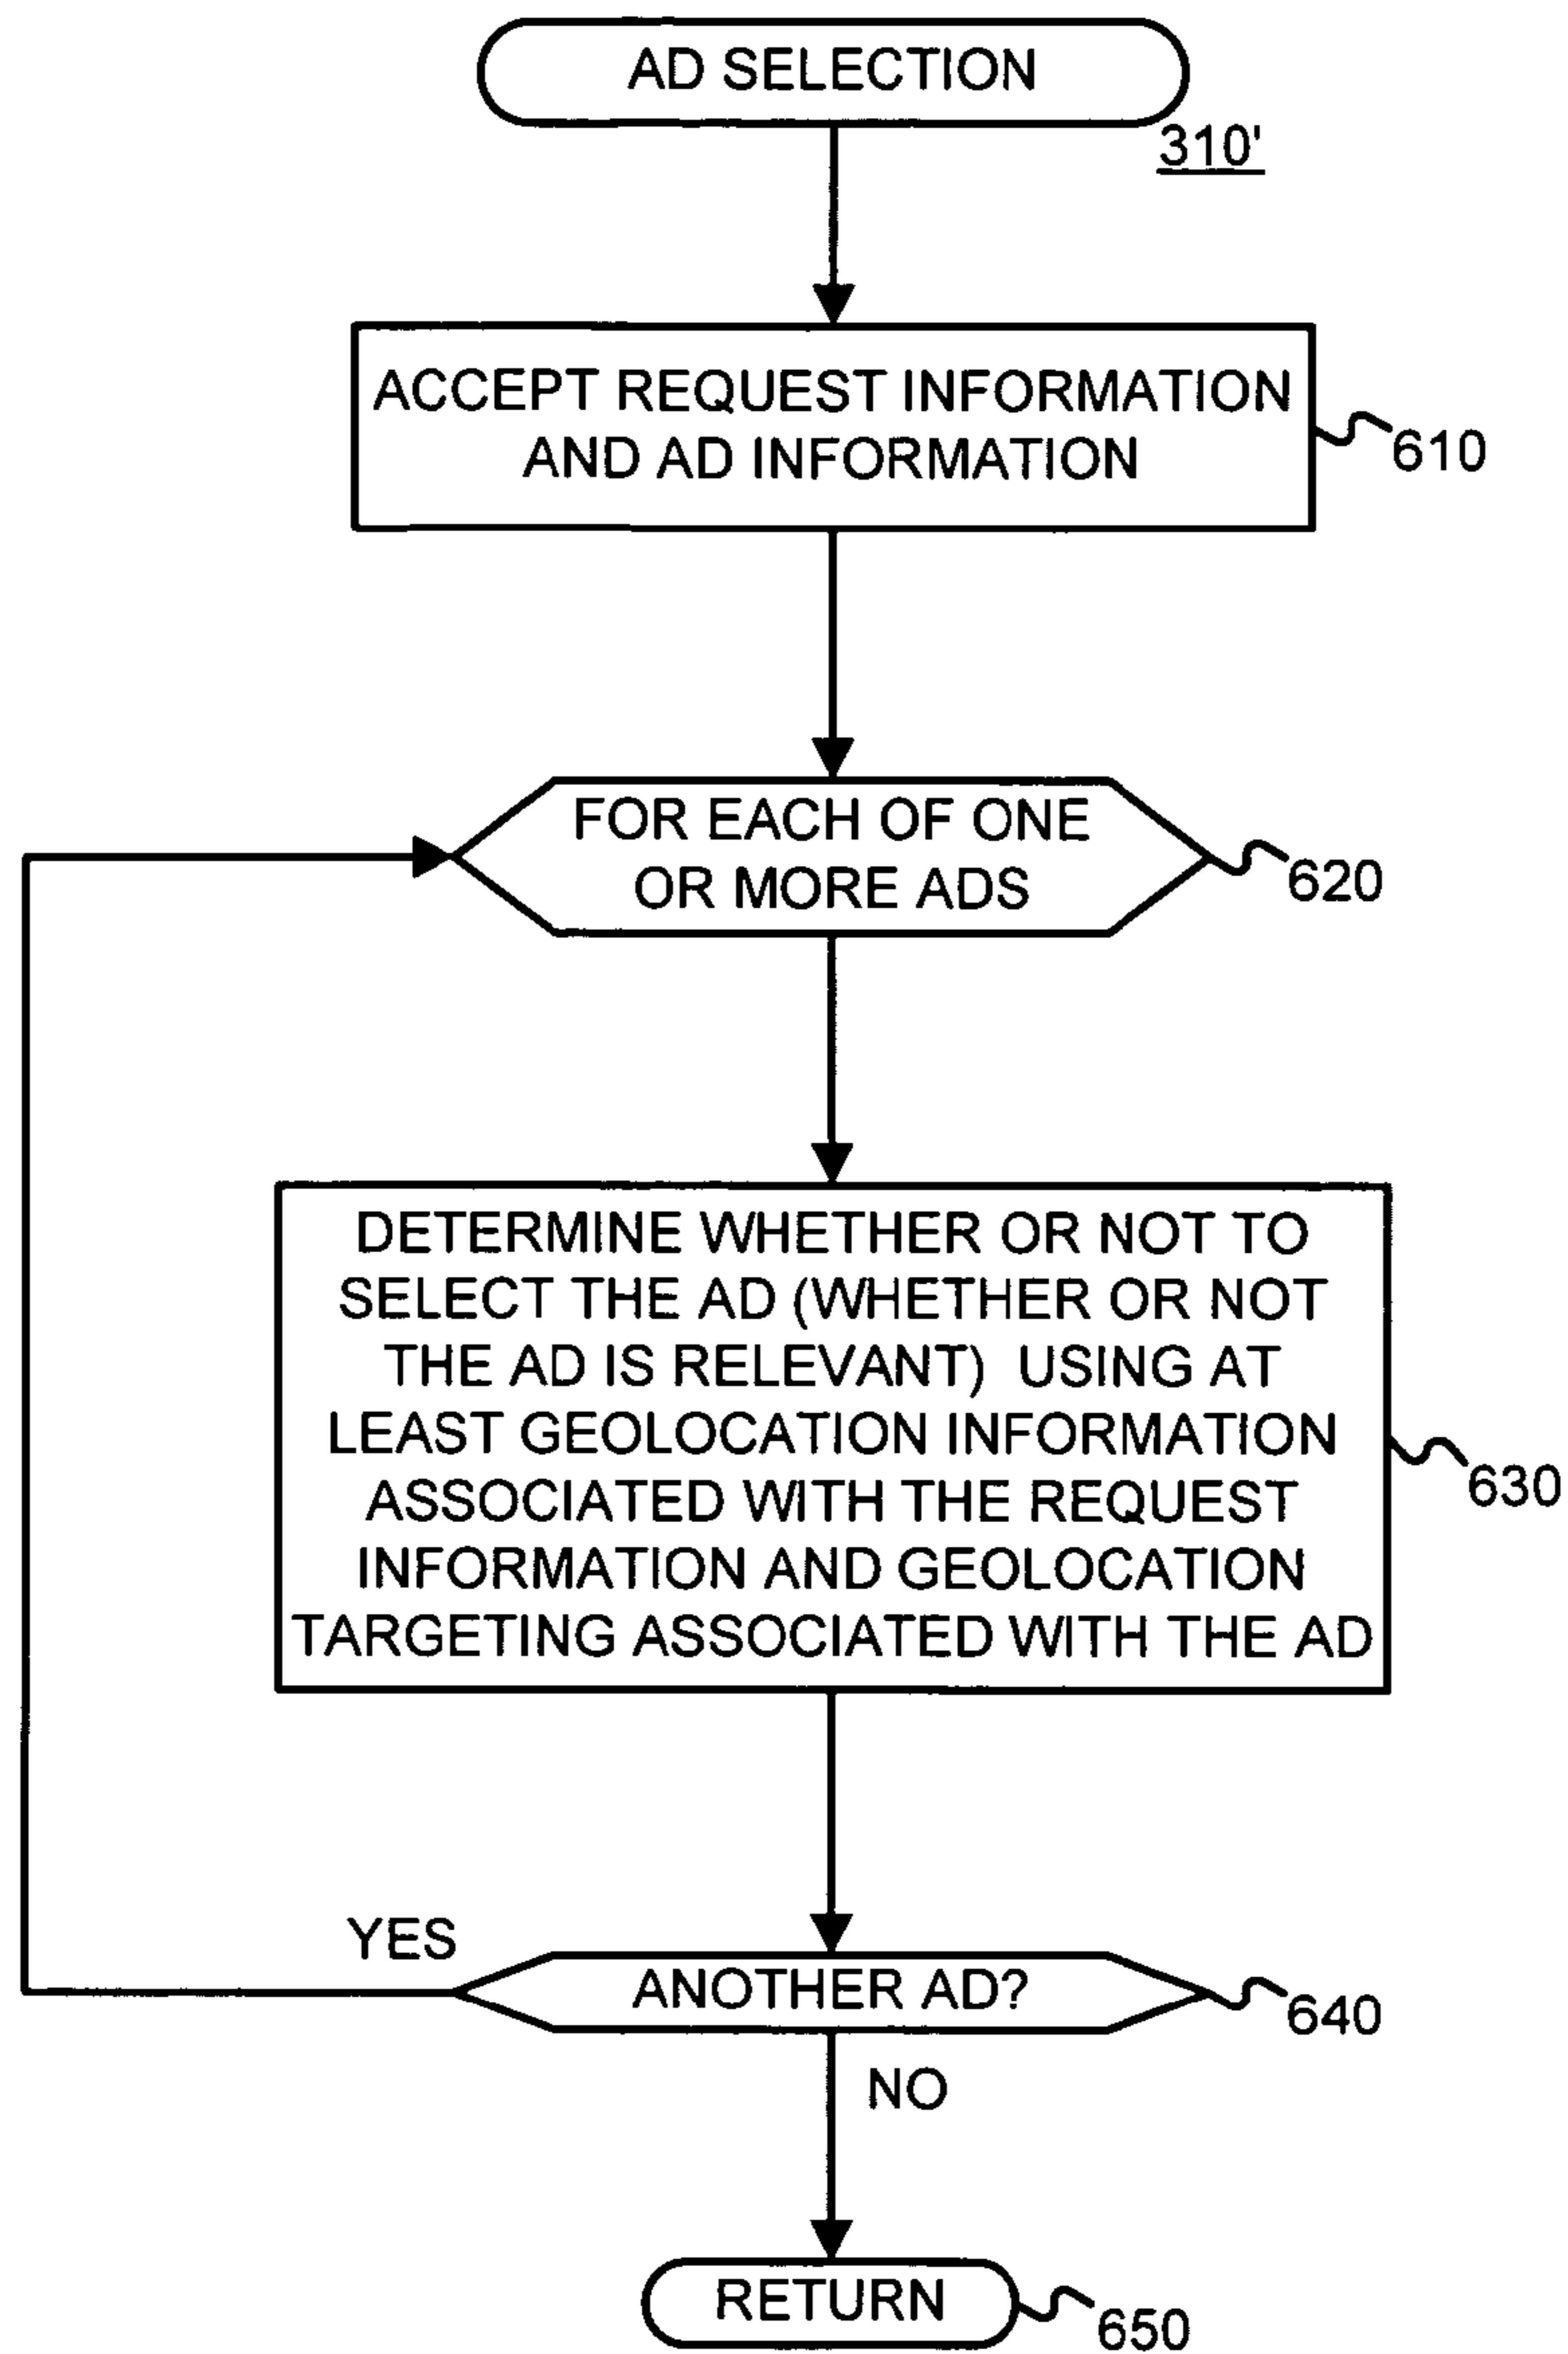 AD SELECTION
310'
ACCEPT REQUEST INFORMATION
AND AD INFORMATION
610
FOR EACH OF ONE
OR MORE ADS
620
DETERMINE WHETHER OR NOT TO
SELECT THE AD (WHETHER OR NOT
THE AD IS RELEVANT) USING AT
LEAST GEOLOCATION INFORMATION
ASSOCIATED WITH THE REQUEST
INFORMATION AND GEOLOCATION
TARGETING ASSOCIATED WITH THE AD
630
YES
ANOTHER AD?
640
NO
RETURN
650